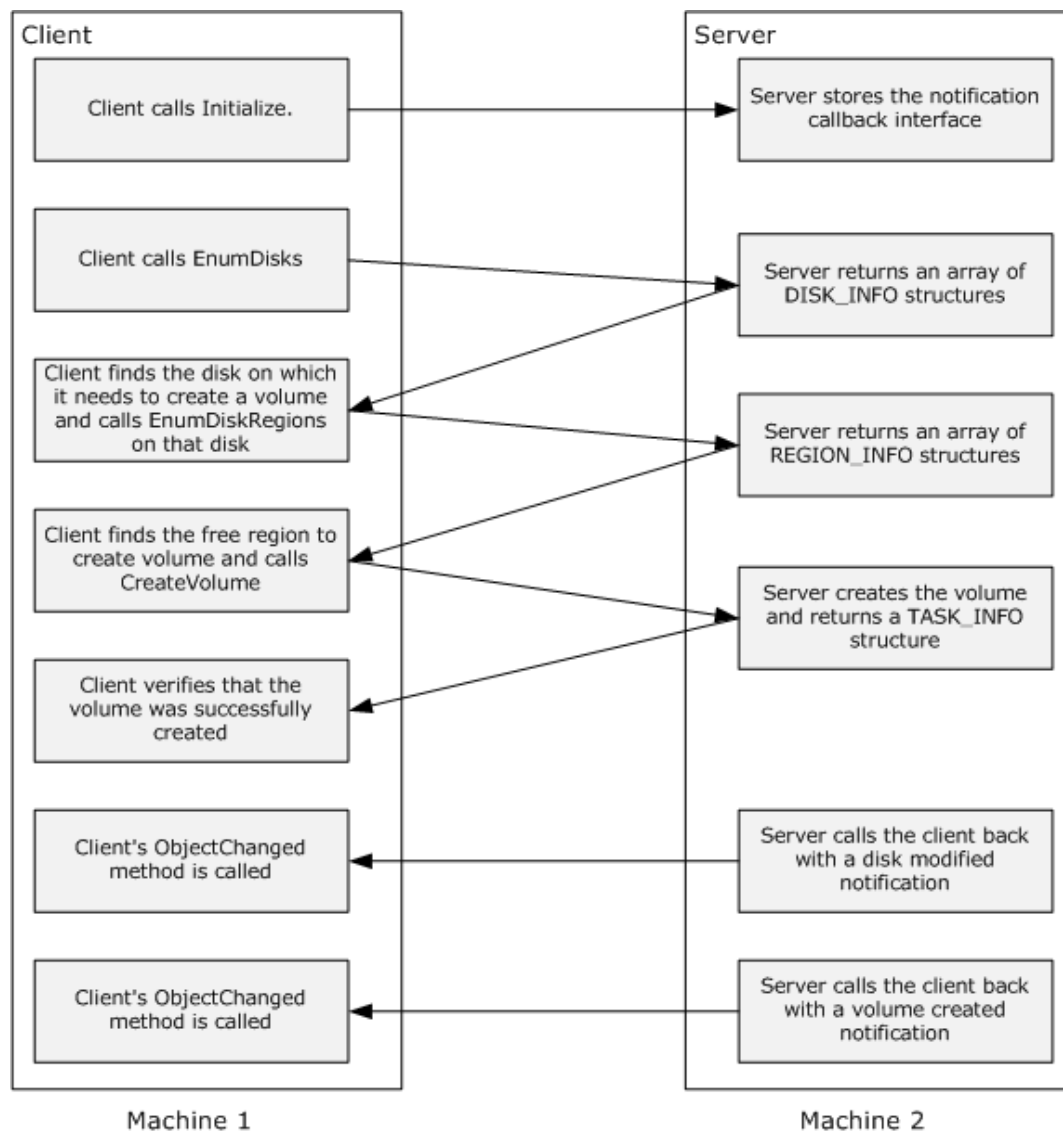 Client
Client calls Initialize.
Client calls EnumDisks
Client finds the disk on which
it needs to create a volume
and calls EnumDiskRegions
on that disk
Client finds the free region to
create volume and calls
CreateVolume
Client verifies that the
volume was successfully
created
Client's ObjectChanged
method is called
Client's ObjectChanged
method is called
Machine 1
Server
Server stores the notification
callback interface
Server returns an array of
DISK_INFO structures
Server returns an array of
REGION_INFO structures
Server creates the volume
and returns a TASK_INFO
structure
Server calls the client back
with a disk modified
notification
Server calls the client back
with a volume created
notification
Machine 2